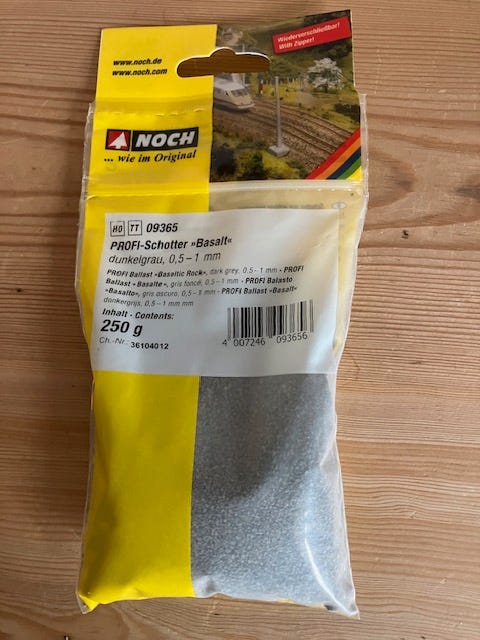 Wiederverschließbar!
With Zipper!
www.noch.de
www.noch.com
NOCH
... wie im Original
H0 TT 09365
PROFI-Schotter »Basalt«
dunkelgrau, 0,5 – 1 mm
PROFI Ballast »Basaltic Rock«, dark grey, 0,5 – 1 mm · PROFI
Ballast »Basalte«, gris foncé, 0,5 – 1 mm · PROFI Balasto
»Basalto«, gris oscuro, 0,5 – 1 mm · PROFI Ballast »Basalt«
donkergrijs, 0,5 – 1 mm mm
Inhalt · Contents:
250 g
Ch.-Nr. 36104012
4 007246 093656